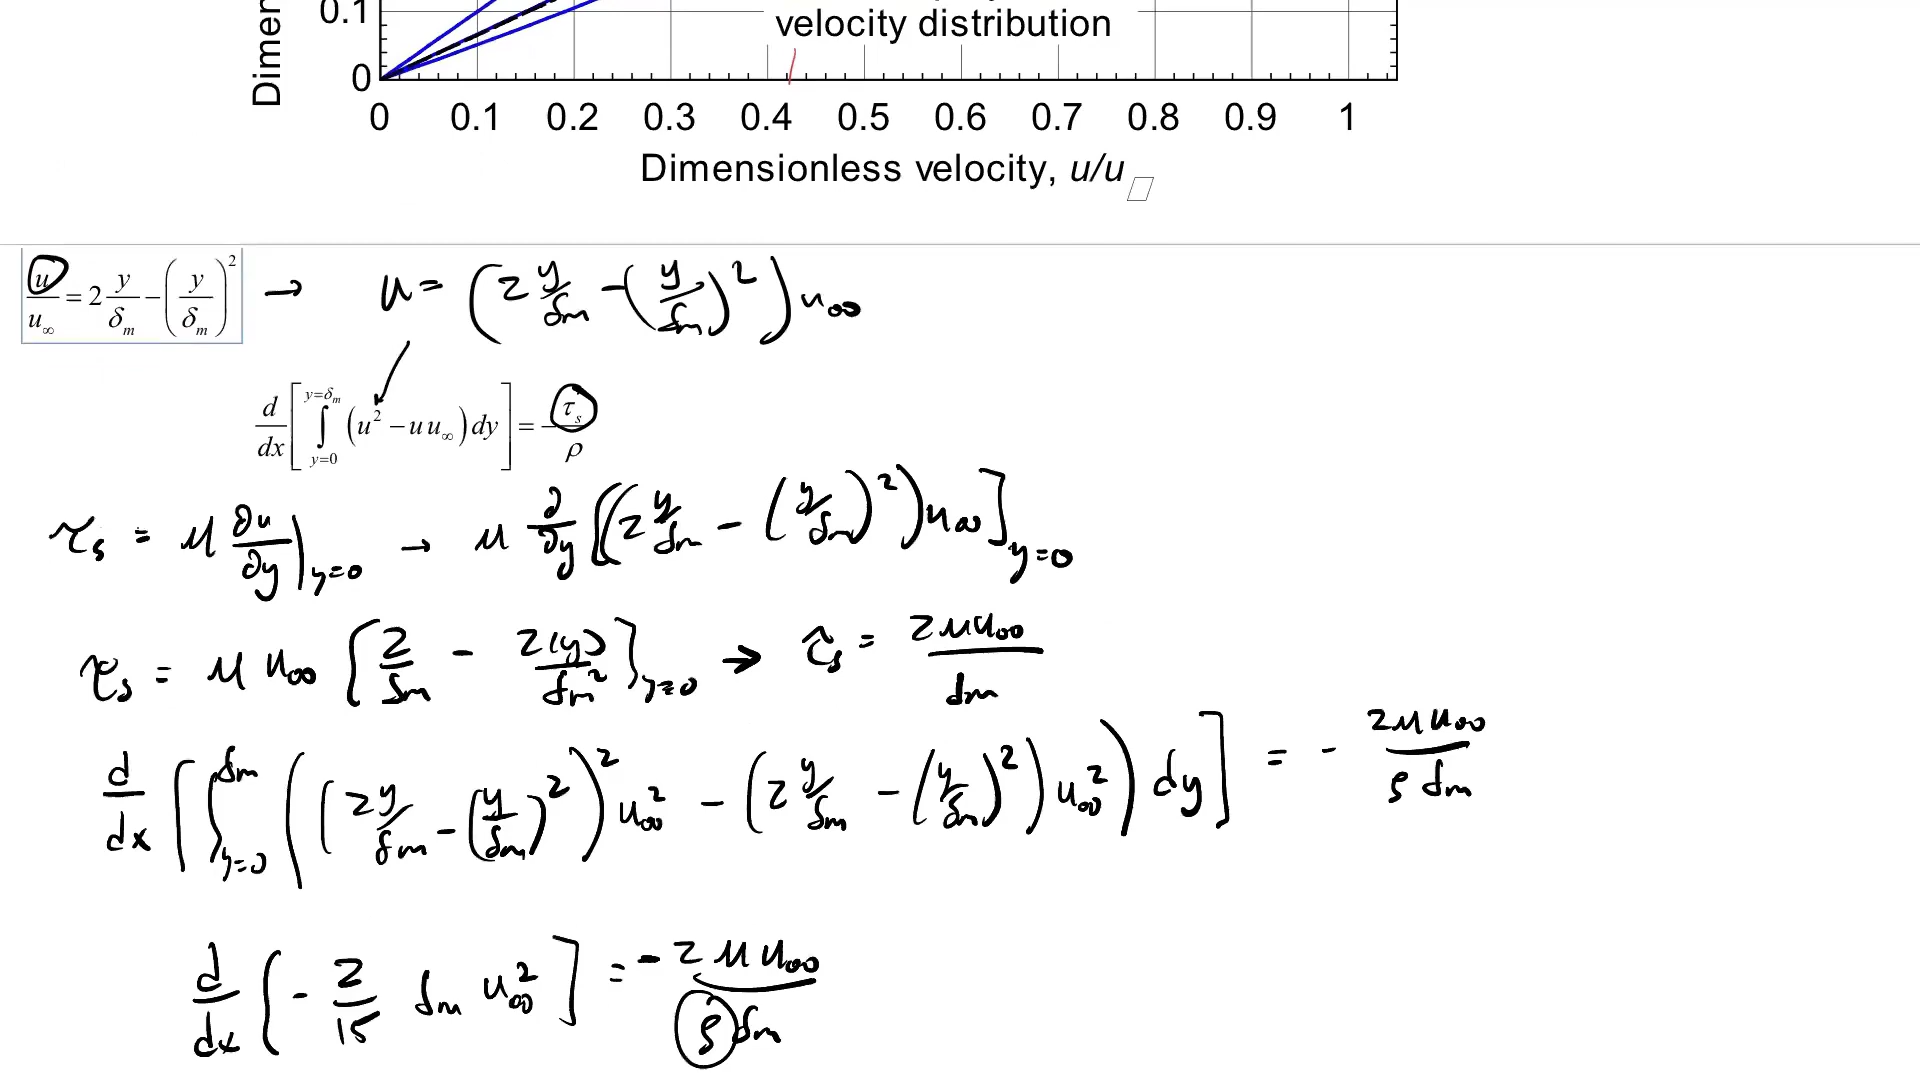 Dimen
0.1
velocity distribution
0
0 0.1 0.2 0.3 0.4 0.5 0.6 0.7 0.8 0.9 1
Dimensionless velocity, u/u□
u/u∞ = 2 y/δm − (y/δm)² → u = (2 y/δm − (y/δm)²) u∞
d/dx [∫_{y=0}^{y=δm} (u² − u u∞) dy] = −τs/ρ
τs = μ ∂u/∂y |y=0 → μ ∂/∂y [(2 y/δm − (y/δm)²) u∞]y=0
τs = μ u∞ [2/δm − 2(y)/δm²]y=0 → τs = 2μu∞/δm
d/dx [∫_{y=0}^{δm} ((2y/δm − (y/δm)²)² u∞² − (2 y/δm − (y/δm)²) u∞²) dy] = − 2μu∞/ρδm
d/dx [− 2/15 δm u∞²] = − 2μu∞/ρδm